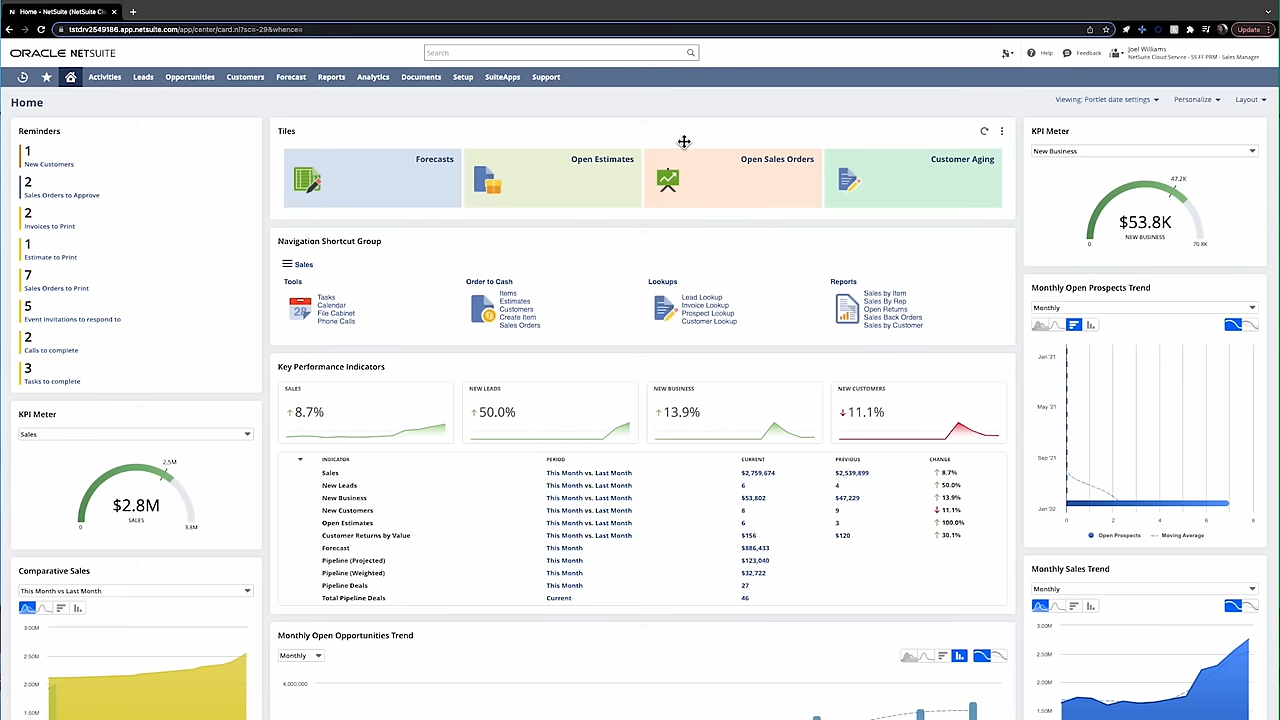 Home - NetSuite (NetSuite Cl
tstdrv2549186.app.netsuite.com/app/center/card.nl?sc=-29&whence=
Update
ORACLE NETSUITE
Search
Help
Feedback
Joel Williams
NetSuite Cloud Service - SS FF PRM - Sales Manager
Activities Leads Opportunities Customers Forecast Reports Analytics Documents Setup SuiteApps Support
Home
Viewing: Portlet date settings Personalize Layout
Reminders
1
New Customers
2
Sales Orders to Approve
2
Invoices to Print
1
Estimate to Print
7
Sales Orders to Print
5
Event Invitations to respond to
2
Calls to complete
3
Tasks to complete
KPI Meter
Sales
2.5M
$2.8M
SALES
0
3.8M
Comparative Sales
This Month vs Last Month
3.00M
2.50M
2.00M
1.50M
Tiles
Forecasts
Open Estimates
Open Sales Orders
Customer Aging
Navigation Shortcut Group
Sales
Tools
28
Tasks
Calendar
File Cabinet
Phone Calls
Order to Cash
Items
Estimates
Customers
Create Item
Sales Orders
Lookups
Lead Lookup
Invoice Lookup
Prospect Lookup
Customer Lookup
Reports
Sales by Item
Sales By Rep
Open Returns
Sales Back Orders
Sales by Customer
Key Performance Indicators
SALES
8.7%
NEW LEADS
50.0%
NEW BUSINESS
13.9%
NEW CUSTOMERS
11.1%
INDICATOR PERIOD CURRENT PREVIOUS CHANGE
Sales This Month vs. Last Month $2,759,674 $2,539,899 8.7%
New Leads This Month vs. Last Month 6 4 50.0%
New Business This Month vs. Last Month $53,802 $47,229 13.9%
New Customers This Month vs. Last Month 8 9 11.1%
Open Estimates This Month vs. Last Month 6 3 100.0%
Customer Returns by Value This Month vs. Last Month $156 $120 30.1%
Forecast This Month $886,433
Pipeline (Projected) This Month $123,040
Pipeline (Weighted) This Month $32,722
Pipeline Deals This Month 27
Total Pipeline Deals Current 46
Monthly Open Opportunities Trend
Monthly
4,000,000
KPI Meter
New Business
47.2K
$53.8K
NEW BUSINESS
0
70.8K
Monthly Open Prospects Trend
Monthly
Jan '21
May '21
Sep '21
Jan '22
0 2 4 6 8
Open Prospects Moving Average
Monthly Sales Trend
Monthly
3.00M
2.50M
2.00M
1.50M